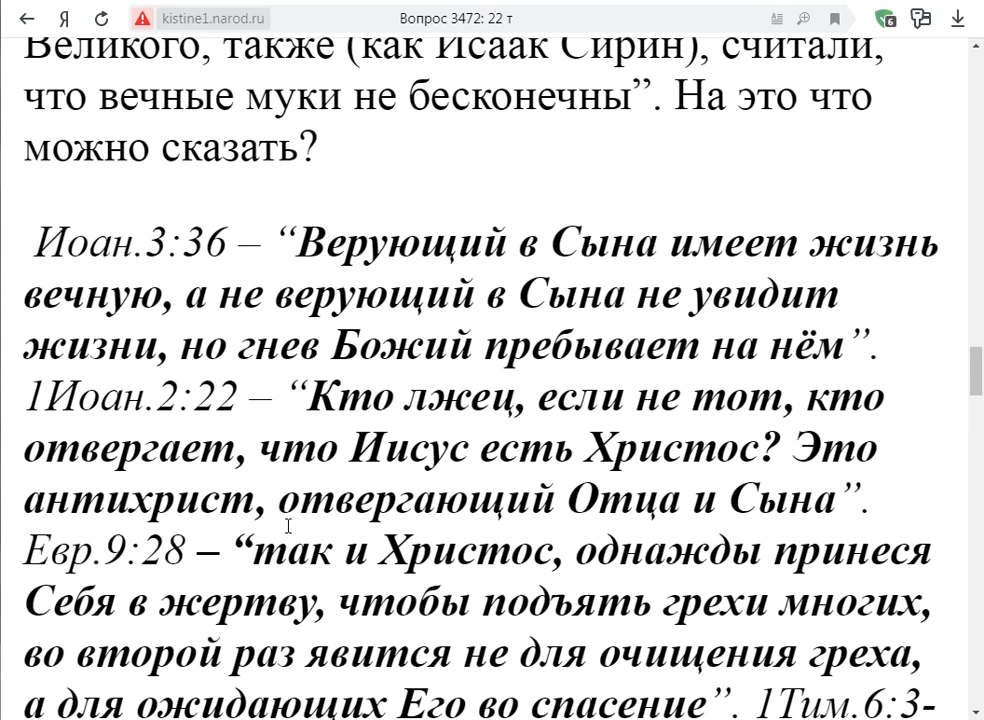 Я kistine1.narod.ru Вопрос 3472: 22 т 6
Великого, также (как Исаак Сирин), считали,
что вечные муки не бесконечны”. На это что
можно сказать?
Иоан.3:36 – “Верующий в Сына имеет жизнь
вечную, а не верующий в Сына не увидит
жизни, но гнев Божий пребывает на нём”.
1Иоан.2:22 – “Кто лжец, если не тот, кто
отвергает, что Иисус есть Христос? Это
антихрист, отвергающий Отца и Сына”.
Евр.9:28 – “так и Христос, однажды принеся
Себя в жертву, чтобы подъять грехи многих,
во второй раз явится не для очищения греха,
а для ожидающих Его во спасение”. 1Тим.6:3-